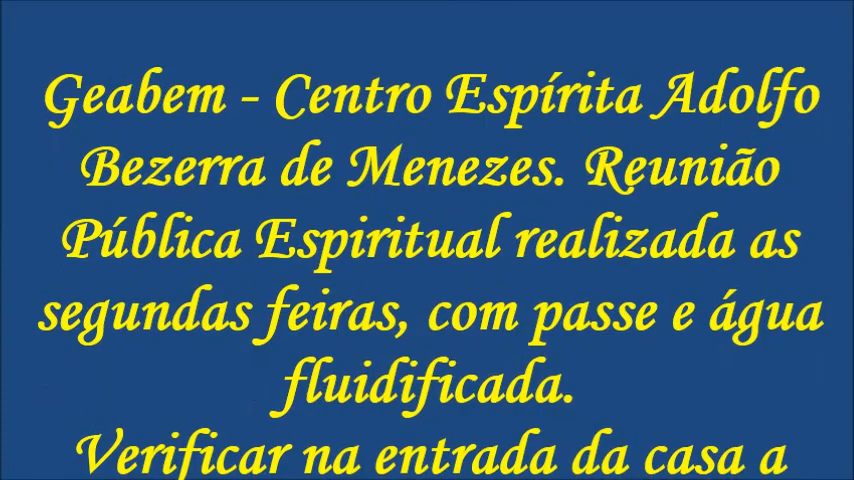 Geabem - Centro Espírita Adolfo
Bezerra de Menezes. Reunião
Pública Espiritual realizada as
segundas feiras, com passe e água
fluidificada.
Verificar na entrada da casa a